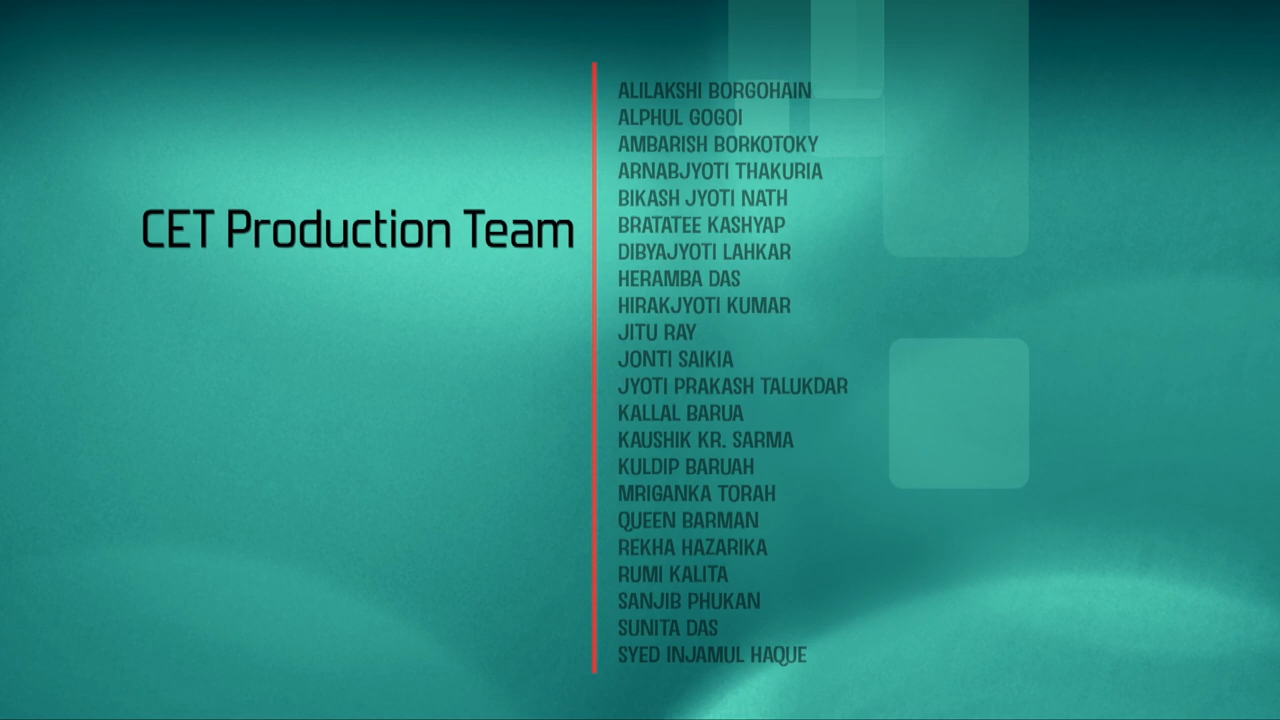 CET Production Team
ALILAKSHI BORGOHAIN
ALPHUL GOGOI
AMBARISH BORKOTOKY
ARNABJYOTI THAKURIA
BIKASH JYOTI NATH
BRATATEE KASHYAP
DIBYAJYOTI LAHKAR
HERAMBA DAS
HIRAKJYOTI KUMAR
JITU RAY
JONTI SAIKIA
JYOTI PRAKASH TALUKDAR
KALLAL BARUA
KAUSHIK KR. SARMA
KULDIP BARUAH
MRIGANKA TORAH
QUEEN BARMAN
REKHA HAZARIKA
RUMI KALITA
SANJIB PHUKAN
SUNITA DAS
SYED INJAMUL HAQUE